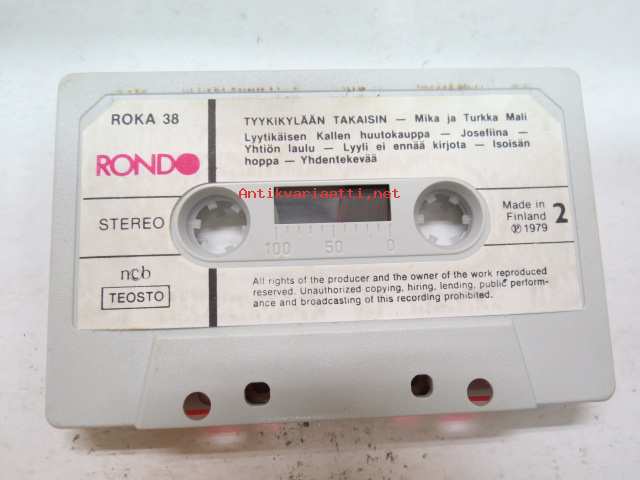 ROKA 38
TYYKIKYLÄÄN TAKAISIN — Mika ja Turkka Mali
Lyytikäisen Kallen huutokauppa — Josefiina —
Yhtiön laulu — Lyyli ei ennää kirjota — Isoisän
hoppa — Yhdentekevää
RONDO
Antikvariaatti.net
STEREO
100 50 0
Made in
Finland
℗ 1979
2
ncb
TEOSTO
All rights of the producer and the owner of the work reproduced
reserved. Unauthorized copying, hiring, lending, public perform-
ance and broadcasting of this recording prohibited.